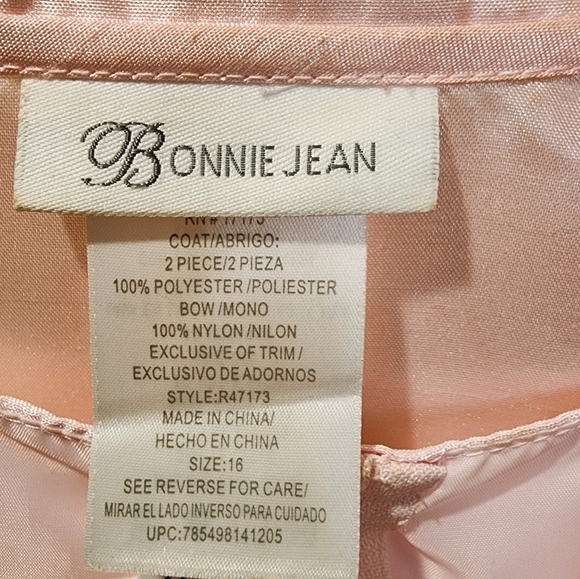 BONNIE JEAN
RN # 17173
COAT/ABRIGO:
2 PIECE/2 PIEZA
100% POLYESTER /POLIESTER
BOW /MONO
100% NYLON /NILON
EXCLUSIVE OF TRIM /
EXCLUSIVO DE ADORNOS
STYLE:R47173
MADE IN CHINA/
HECHO EN CHINA
SIZE:16
SEE REVERSE FOR CARE/
MIRAR EL LADO INVERSO PARA CUIDADO
UPC:785498141205